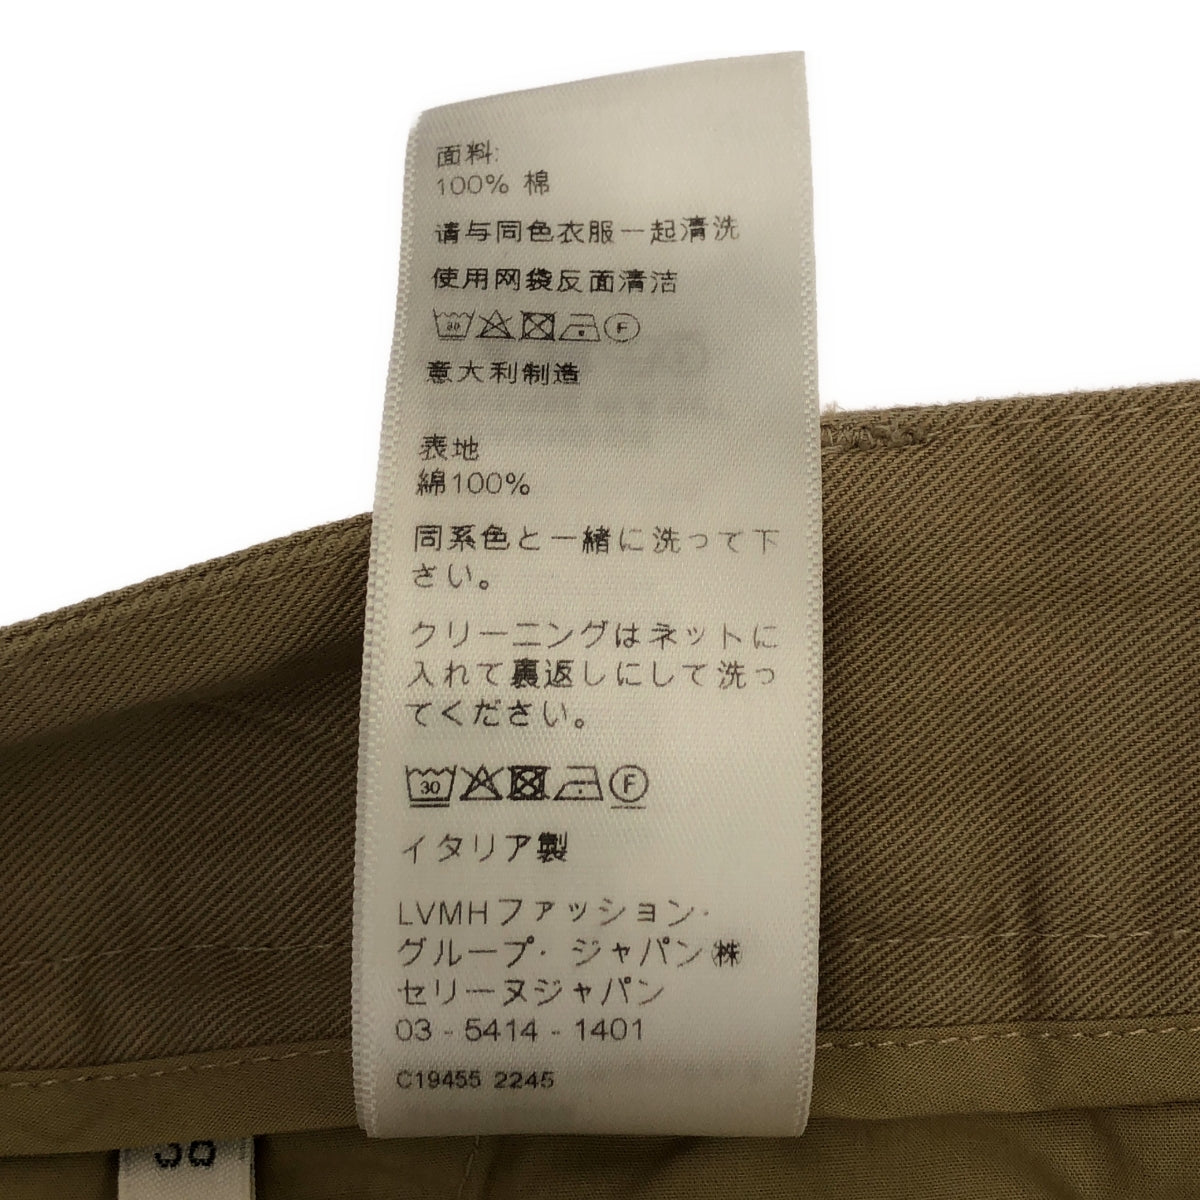 面料:
100% 棉
请与同色衣服一起清洗
使用网袋反面清洁
30 F
意大利制造
表地
綿100%
同系色と一緒に洗って下
さい。
クリーニングはネットに
入れて裏返しにして洗っ
てください。
30 F
イタリア製
LVMHファッション・
グループ・ジャパン㈱
セリーヌジャパン
03 - 5414 - 1401
C19455 2245
38